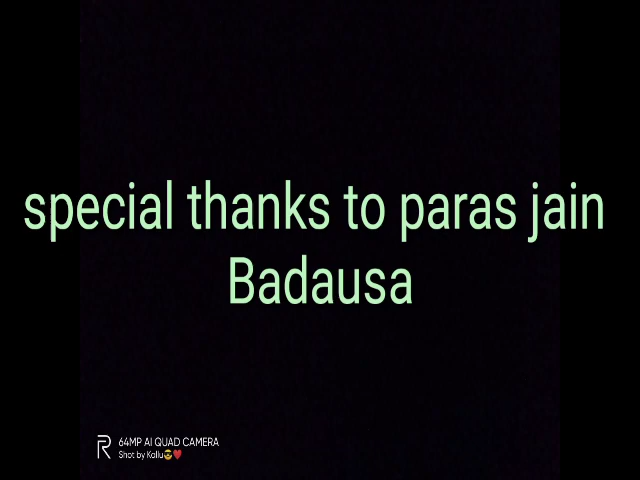 special thanks to paras jain
Badausa
R
64MP AI QUAD CAMERA
Shot by Kallu😎❤️